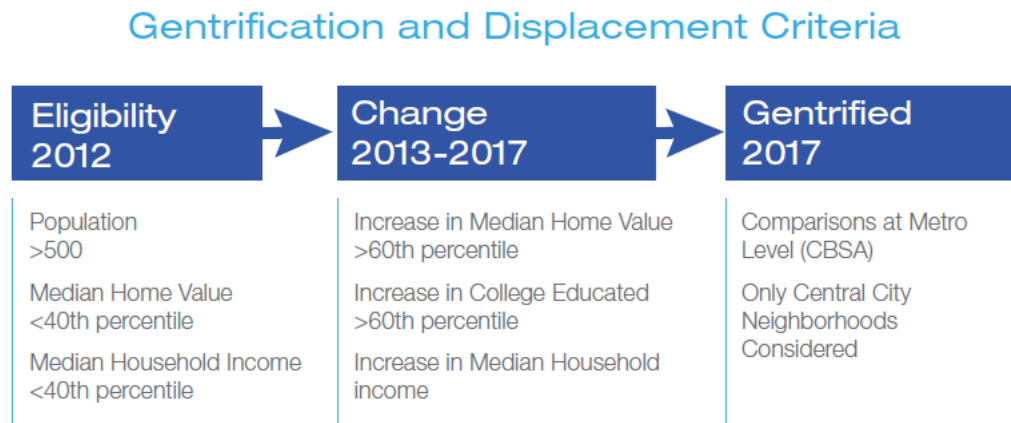 Gentrification and Displacement Criteria
Eligibility
2012
Population
>500
Median Home Value
<40th percentile
Median Household Income
<40th percentile
Change
2013-2017
Increase in Median Home Value
>60th percentile
Increase in College Educated
>60th percentile
Increase in Median Household
income
Gentrified
2017
Comparisons at Metro
Level (CBSA)
Only Central City
Neighborhoods
Considered